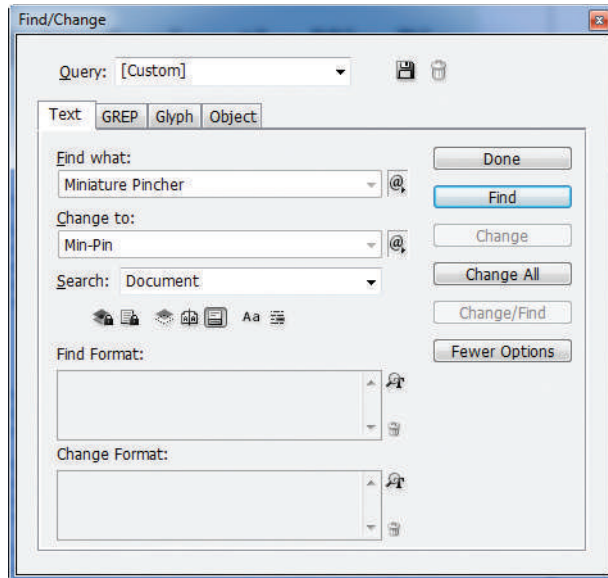 Find/Change
Query: [Custom]
Text GREP Glyph Object
Find what:
Miniature Pincher
Change to:
Min-Pin
Search: Document
Aa
Find Format:
Change Format:
Done
Find
Change
Change All
Change/Find
Fewer Options